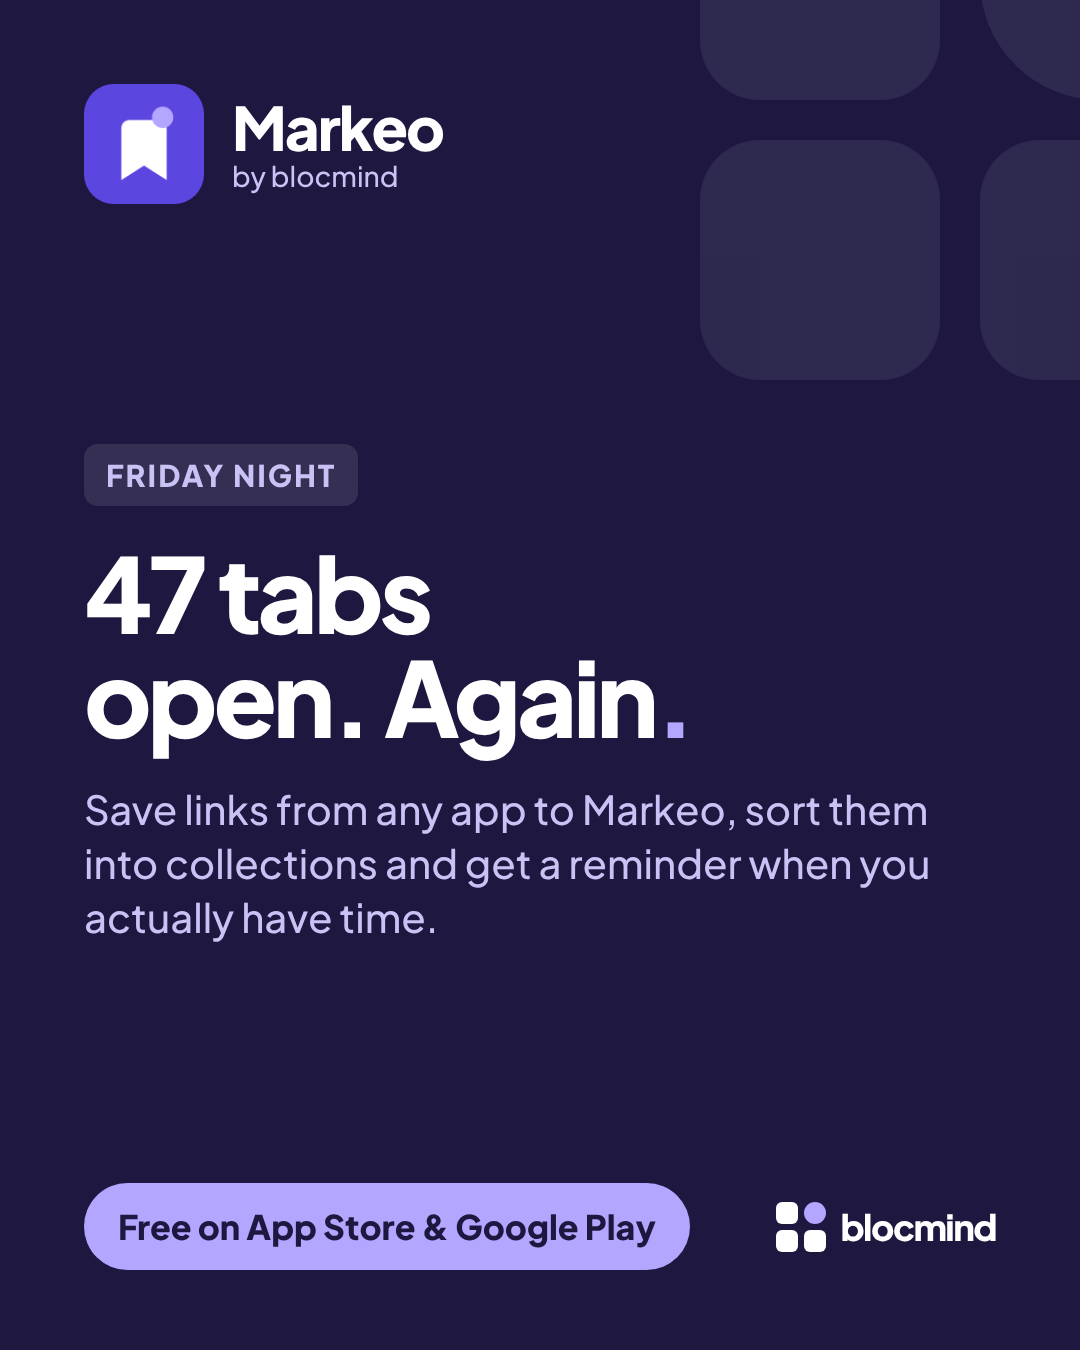 Markeo
by blocmind
FRIDAY NIGHT
47 tabs
open. Again.
Save links from any app to Markeo, sort them
into collections and get a reminder when you
actually have time.
Free on App Store & Google Play
blocmind